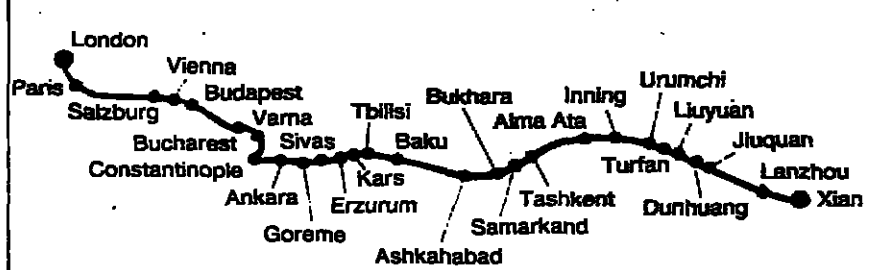 London
Paris
Salzburg
Vienna
Budapest
Bucharest
Varna
Constantinople
Ankara
Goreme
Sivas
Erzurum
Kars
Tbilisi
Baku
Ashkahabad
Bukhara
Samarkand
Tashkent
Alma Ata
Inning
Urumchi
Turfan
Liuyuan
Dunhuang
Jiuquan
Lanzhou
Xian